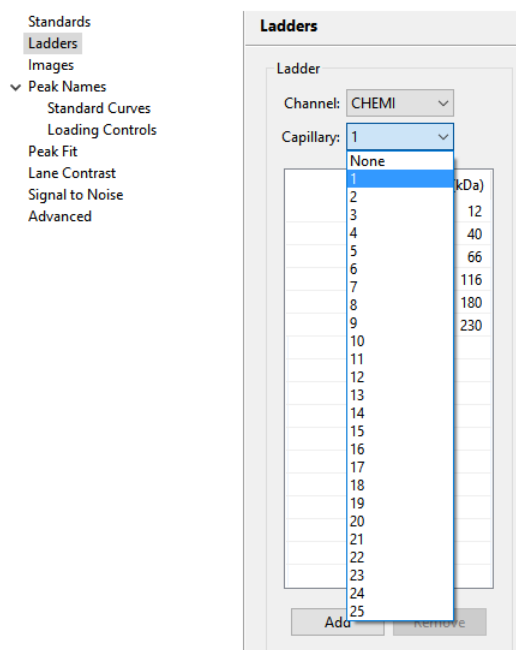 Standards
Ladders
Images
Peak Names
Standard Curves
Loading Controls
Peak Fit
Lane Contrast
Signal to Noise
Advanced
Ladders
Ladder
Channel: CHEMI
Capillary: 1
None
1
2
3
4
5
6
7
8
9
10
11
12
13
14
15
16
17
18
19
20
21
22
23
24
25
kDa)
12
40
66
116
180
230
Add
Remove